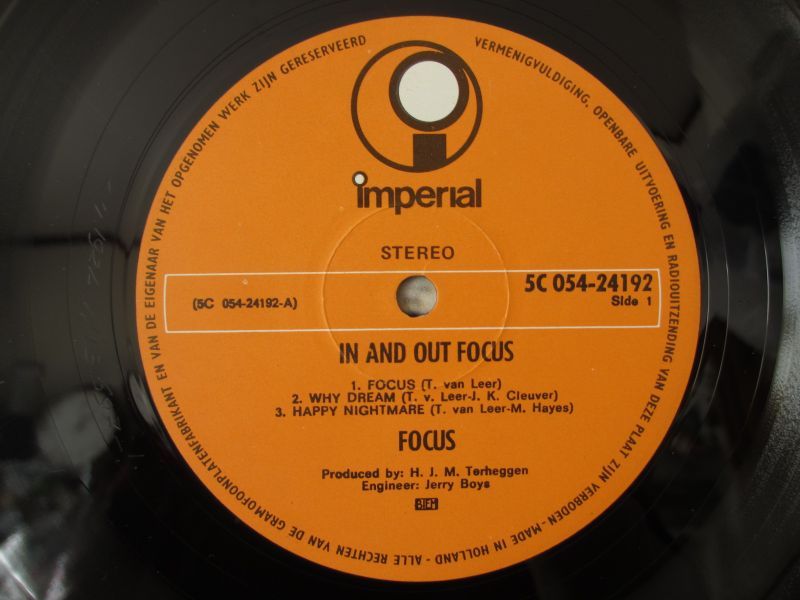 imperial
STEREO
(5C 054-24192-A)
5C 054-24192
Side 1
IN AND OUT FOCUS
1. FOCUS (T. van Leer)
2. WHY DREAM (T. v. Leer-J. K. Cleuver)
3. HAPPY NIGHTMARE (T. van Leer-M. Hayes)
FOCUS
Produced by: H. J. M. Terheggen
Engineer: Jerry Boys
BIEM
ALLE RECHTEN VAN DE GRAMOFOONPLATENFABRIKANT EN VAN DE EIGENAAR VAN HET OPGENOMEN WERK ZIJN GERESERVEERD
VERMENIGVULDIGING, OPENBARE UITVOERING EN RADIOUITZENDING VAN DEZE PLAAT ZIJN VERBODEN-MADE IN HOLLAND-